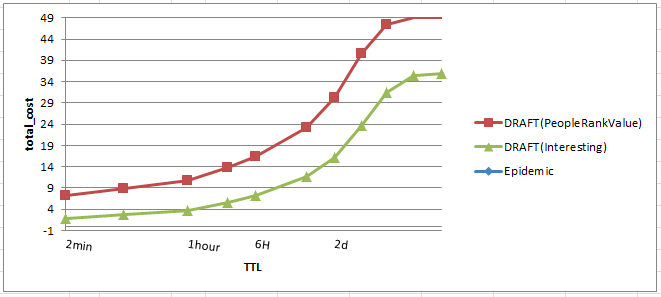 49
44
39
34
29
24
19
14
9
4
-1
total_cost
2min
1hour
6H
2d
TTL
DRAFT(PeopleRankValue)
DRAFT(Interesting)
Epidemic